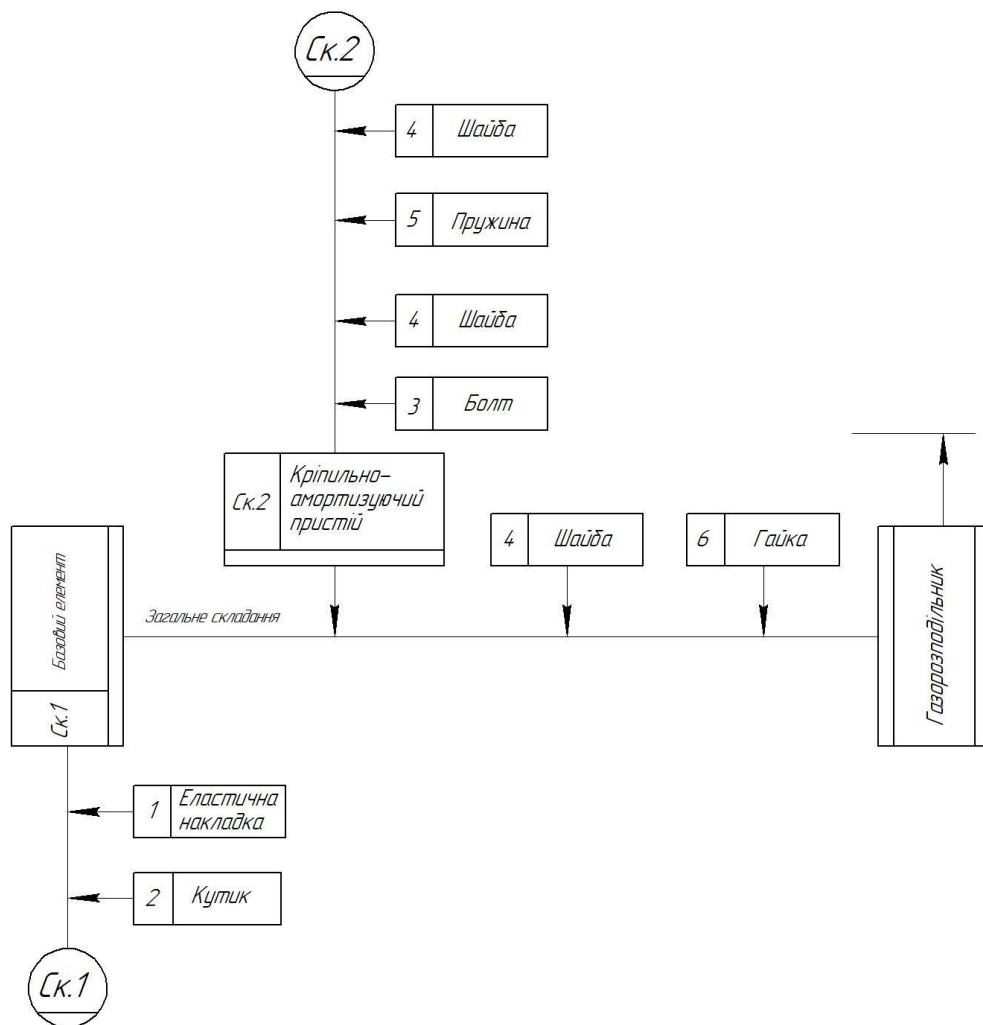 Ск.2
4 Шайба
5 Пружина
4 Шайба
3 Болт
Ск.2
Кріпильно-
амортизуючий
пристій
4 Шайба
6 Гайка
Базовий елемент
Ск.1
Загальне складання
Газорозподільник
1
Еластична
накладка
2 Кутик
Ск.1